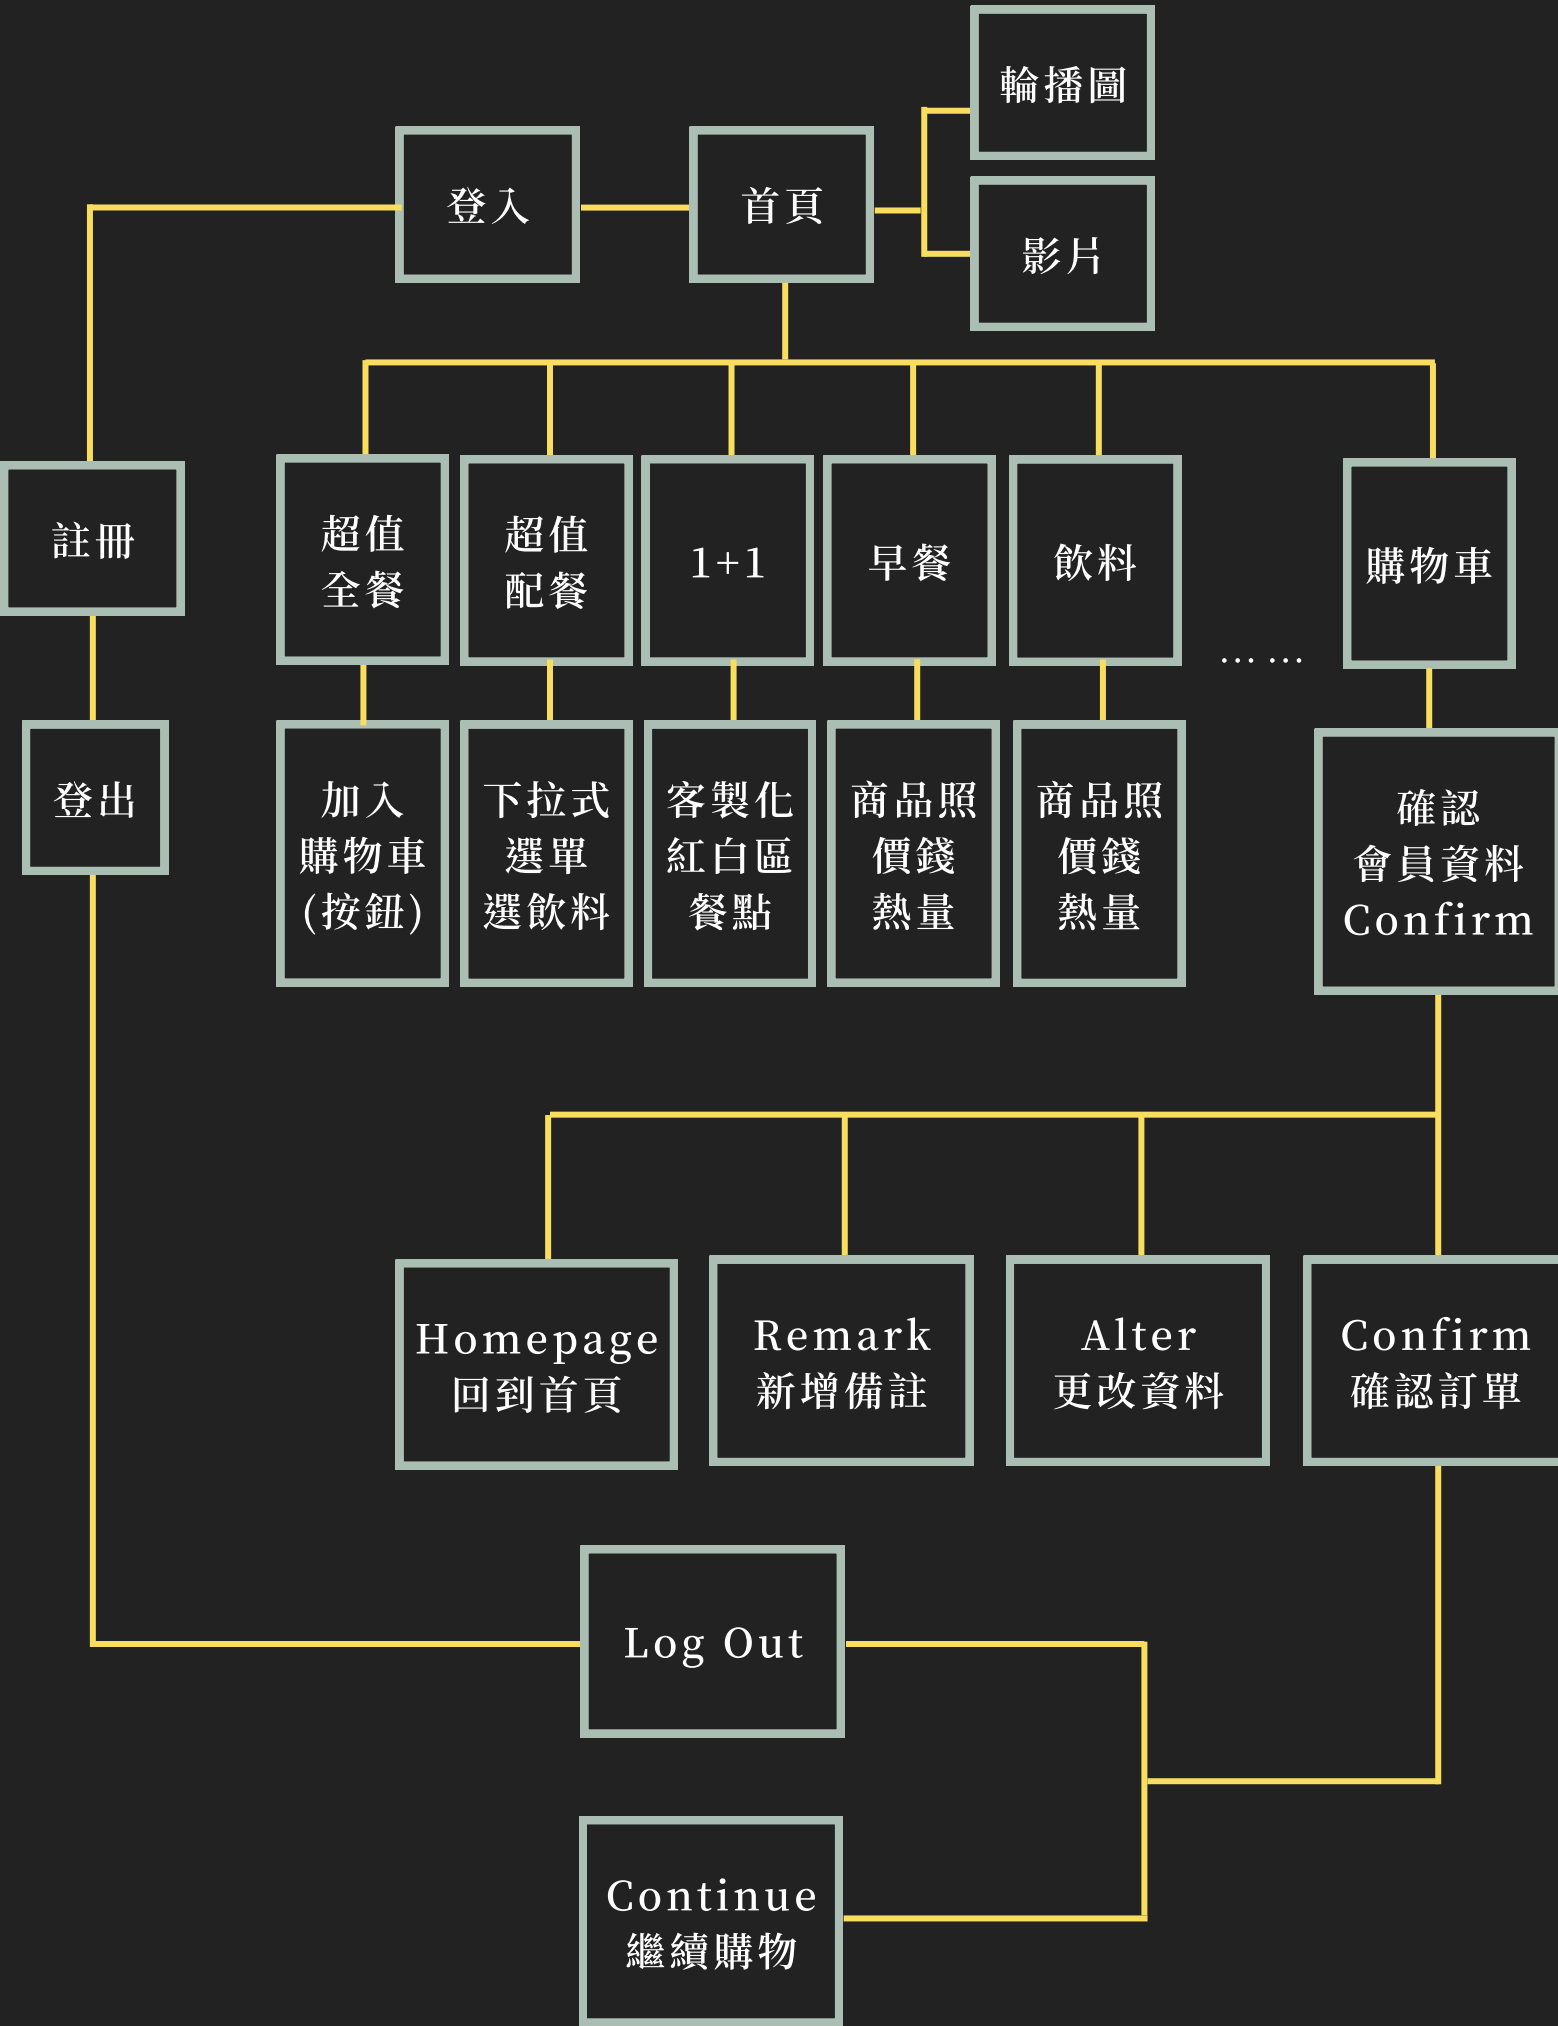 輪播圖
登入
首頁
影片
註冊
超值
全餐
超值
配餐
1+1
早餐
飲料
... ...
購物車
登出
加入
購物車
(按鈕)
下拉式
選單
選飲料
客製化
紅白區
餐點
商品照
價錢
熱量
商品照
價錢
熱量
確認
會員資料
Confirm
Homepage
回到首頁
Remark
新增備註
Alter
更改資料
Confirm
確認訂單
Log Out
Continue
繼續購物